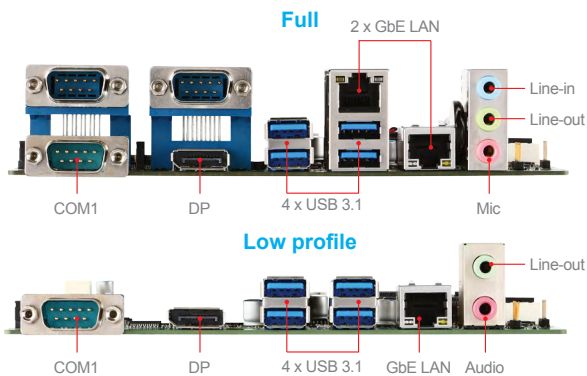 Full
2 x GbE LAN
Line-in
Line-out
COM1
DP
4 x USB 3.1
Mic
Low profile
Line-out
COM1
DP
4 x USB 3.1
GbE LAN
Audio